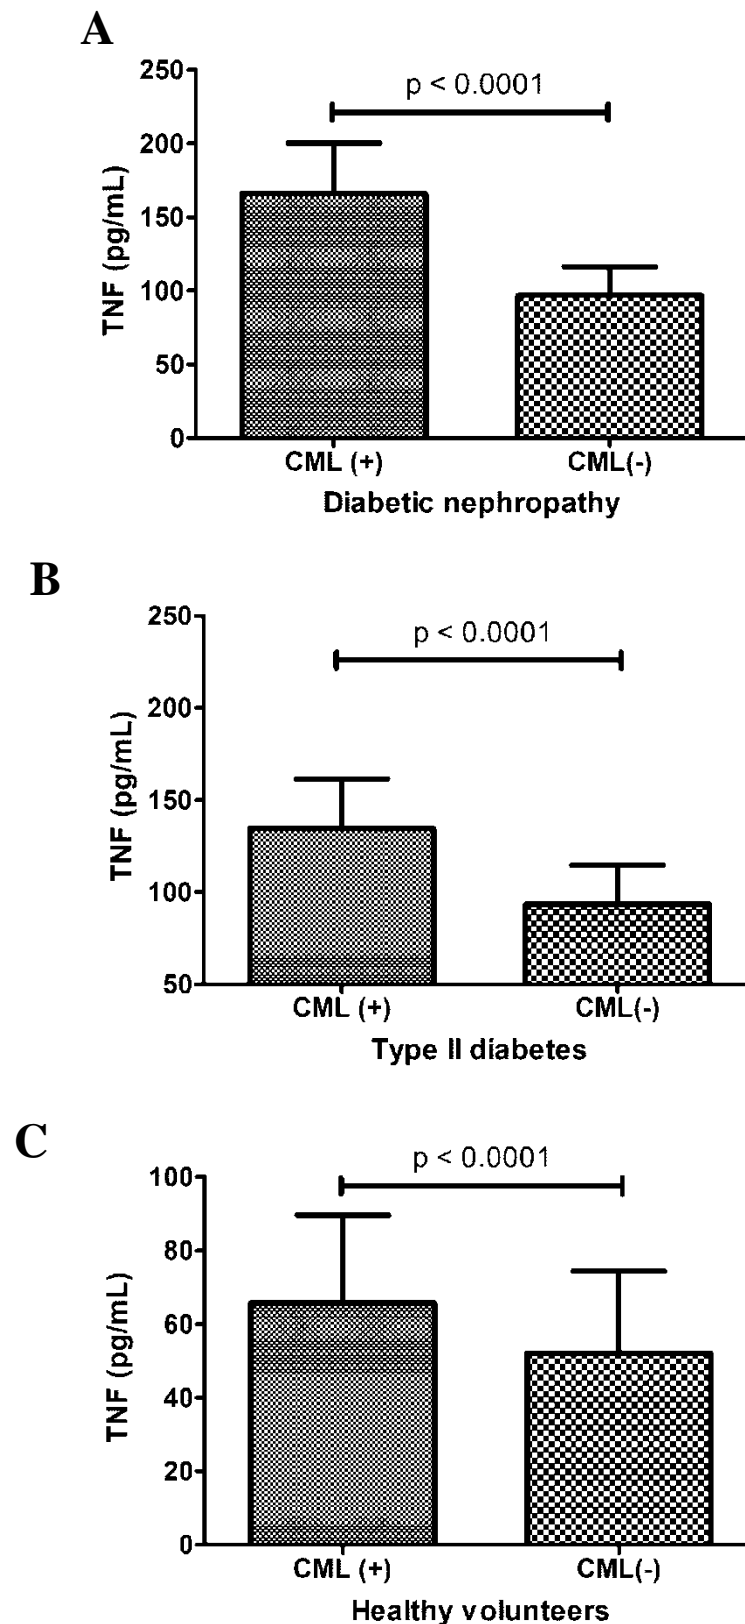 A
250
200
150
100
50
0
TNF (pg/mL)
p < 0.0001
CML (+) CML(-)
Diabetic nephropathy
B
250
200
150
100
50
TNF (pg/mL)
p < 0.0001
CML (+) CML(-)
Type II diabetes
C
100
80
60
40
20
0
TNF (pg/mL)
p < 0.0001
CML (+) CML(-)
Healthy volunteers